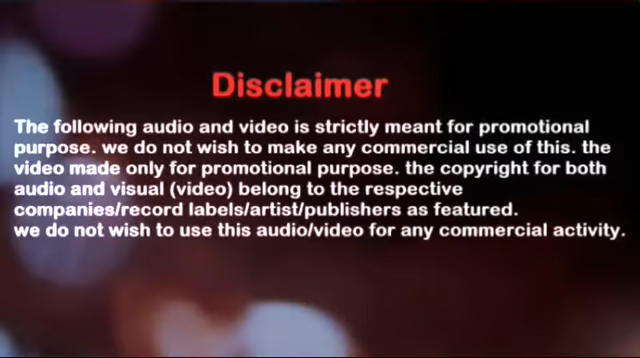 Disclaimer
The following audio and video is strictly meant for promotional
purpose. we do not wish to make any commercial use of this. the
video made only for promotional purpose. the copyright for both
audio and visual (video) belong to the respective
companies/record labels/artist/publishers as featured.
we do not wish to use this audio/video for any commercial activity.